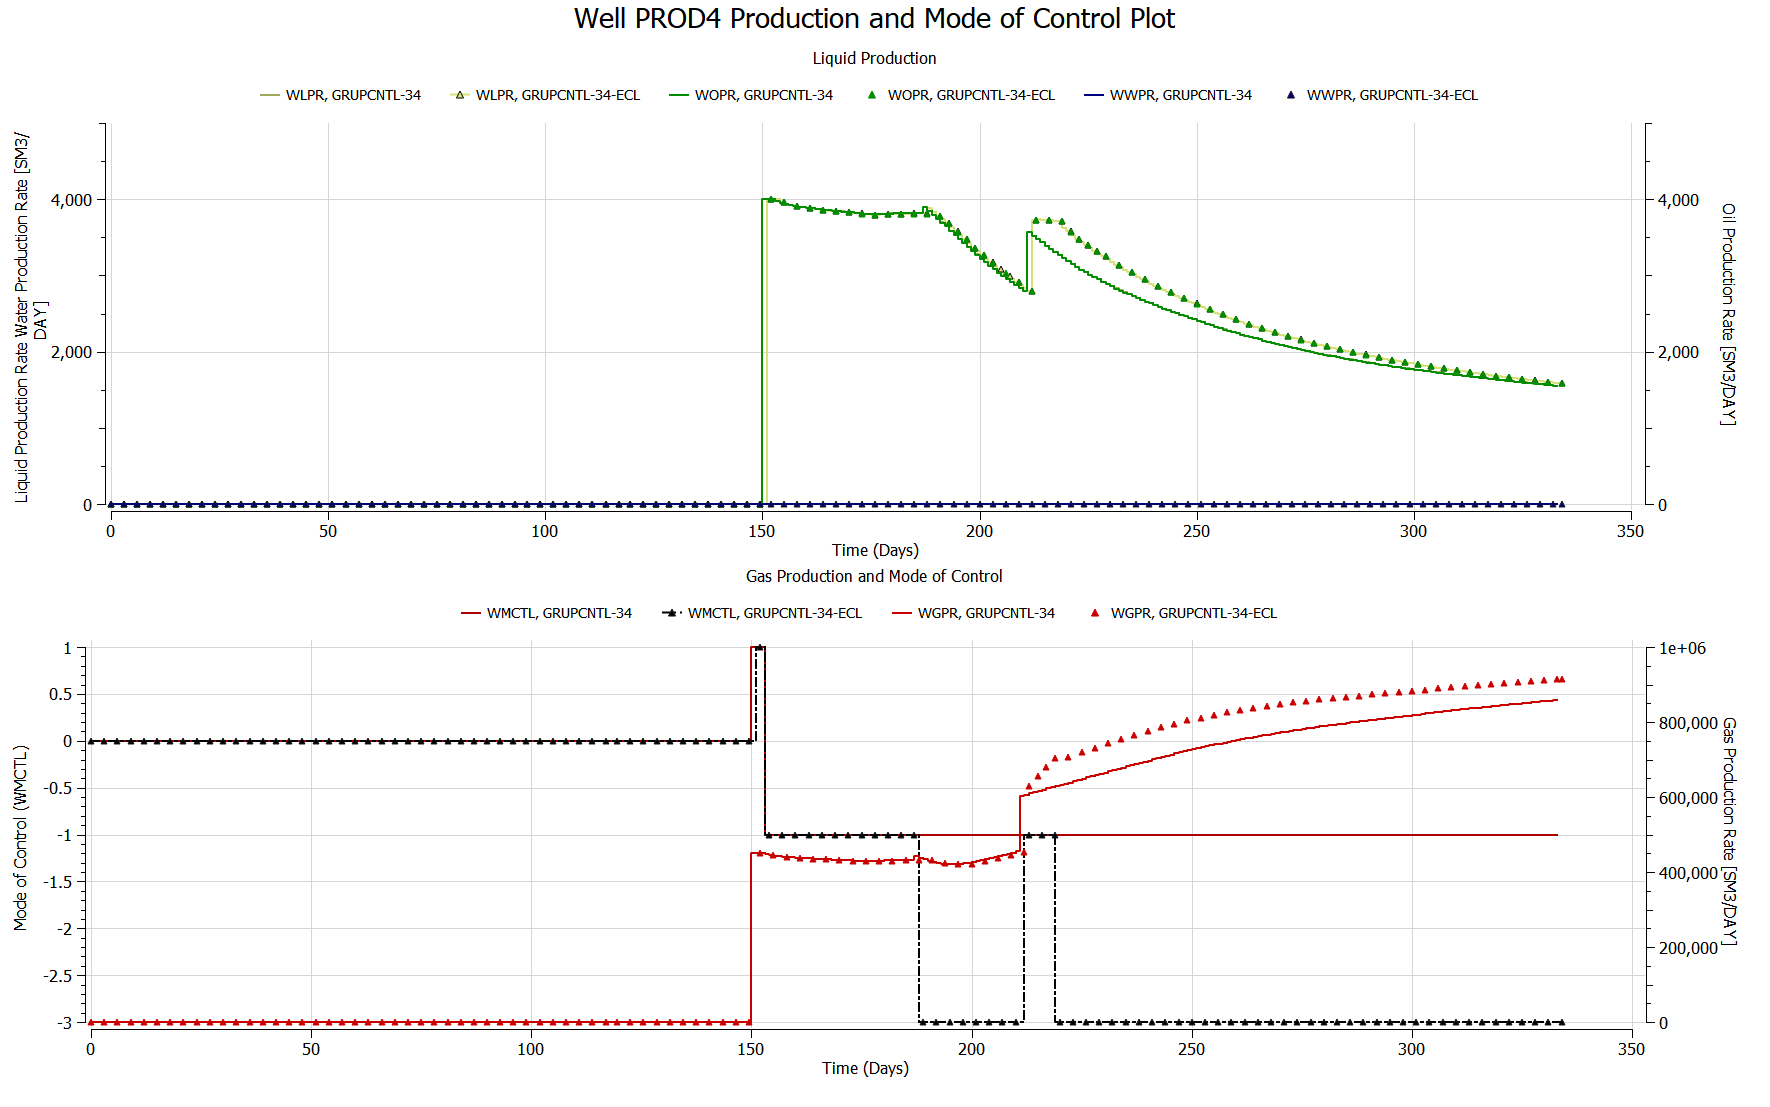 Well PROD4 Production and Mode of Control Plot
Liquid Production
WLPR, GRUPCNTL-34
WLPR, GRUPCNTL-34-ECL
WOPR, GRUPCNTL-34
WOPR, GRUPCNTL-34-ECL
WWPR, GRUPCNTL-34
WWPR, GRUPCNTL-34-ECL
Liquid Production Rate Water Production Rate [SM3/
DAY]
4,000
2,000
0
4,000
2,000
0
Oil Production Rate [SM3/DAY]
0
50
100
150
200
250
300
350
Time (Days)
Gas Production and Mode of Control
WMCTL, GRUPCNTL-34
WMCTL, GRUPCNTL-34-ECL
WGPR, GRUPCNTL-34
WGPR, GRUPCNTL-34-ECL
Mode of Control (WMCTL)
1
0.5
0
-0.5
-1
-1.5
-2
-2.5
-3
1e+06
800,000
600,000
400,000
200,000
0
Gas Production Rate [SM3/DAY]
0
50
100
150
200
250
300
350
Time (Days)